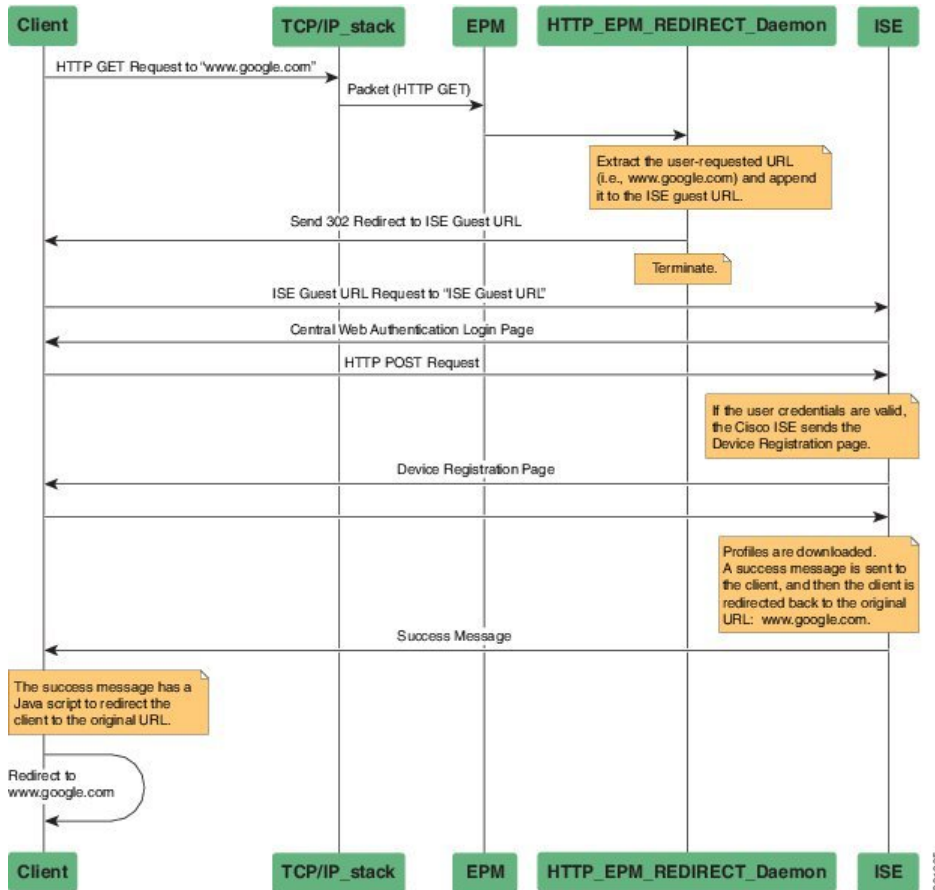 Client
TCP/IP_stack
EPM
HTTP_EPM_REDIRECT_Daemon
ISE
HTTP GET Request to “www.google.com”
Packet (HTTP GET)
Extract the user-requested URL
(i.e., www.google.com) and append
it to the ISE guest URL.
Send 302 Redirect to ISE Guest URL
Terminate.
ISE Guest URL Request to “ISE Guest URL”
Central Web Authentication Login Page
HTTP POST Request
If the user credentials are valid,
the Cisco ISE sends the
Device Registration page.
Device Registration Page
Profiles are downloaded.
A success message is sent to
the client, and then the client is
redirected back to the original
URL: www.google.com.
Success Message
The success message has a
Java script to redirect the
client to the original URL.
Redirect to
www.google.com
Client
TCP/IP_stack
EPM
HTTP_EPM_REDIRECT_Daemon
ISE